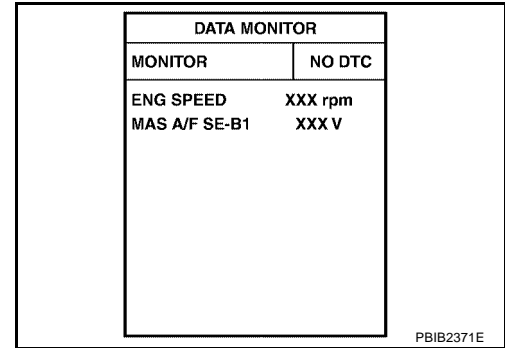 DATA MONITOR
MONITOR NO DTC
ENG SPEED XXX rpm
MAS A/F SE-B1 XXX V
PBIB2371E